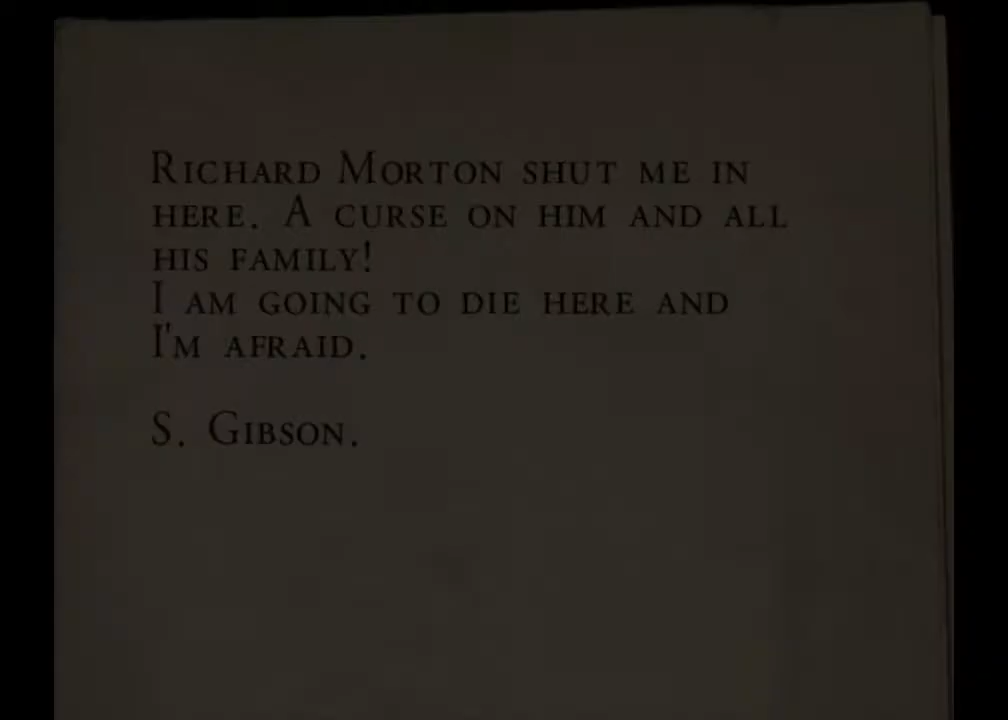 Richard Morton shut me in
here. A curse on him and all
his family!
I am going to die here and
I'm afraid.
S. Gibson.